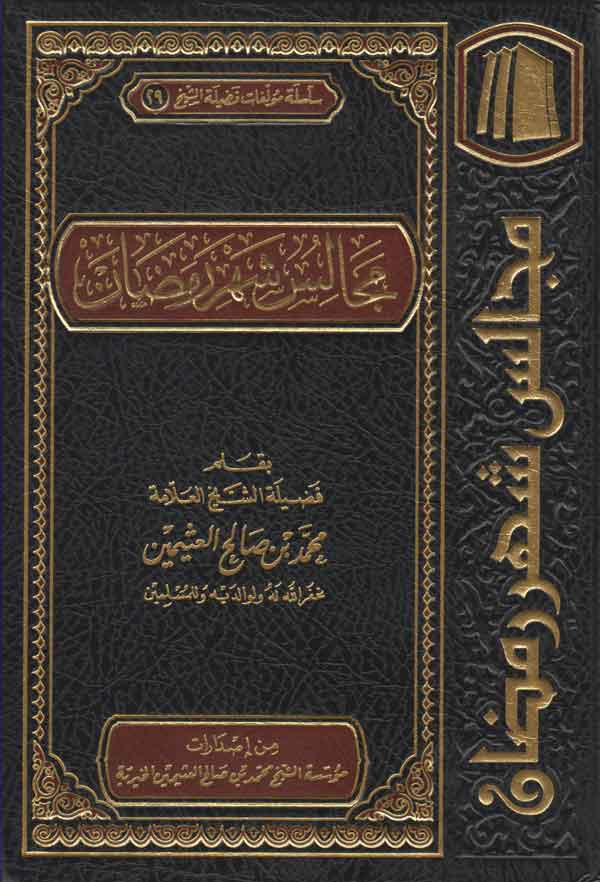 سلسلة مؤلفات فضيلة الشيخ ٢٩
مجالس شهر رمضان
بقلم
فضيلة الشيخ العلامة
محمد بن صالح العثيمين
غفر الله له ولوالديه وللمسلمين
من إصدارات
مؤسسة الشيخ محمد بن صالح العثيمين الخيرية
مجالس شهر رمضان